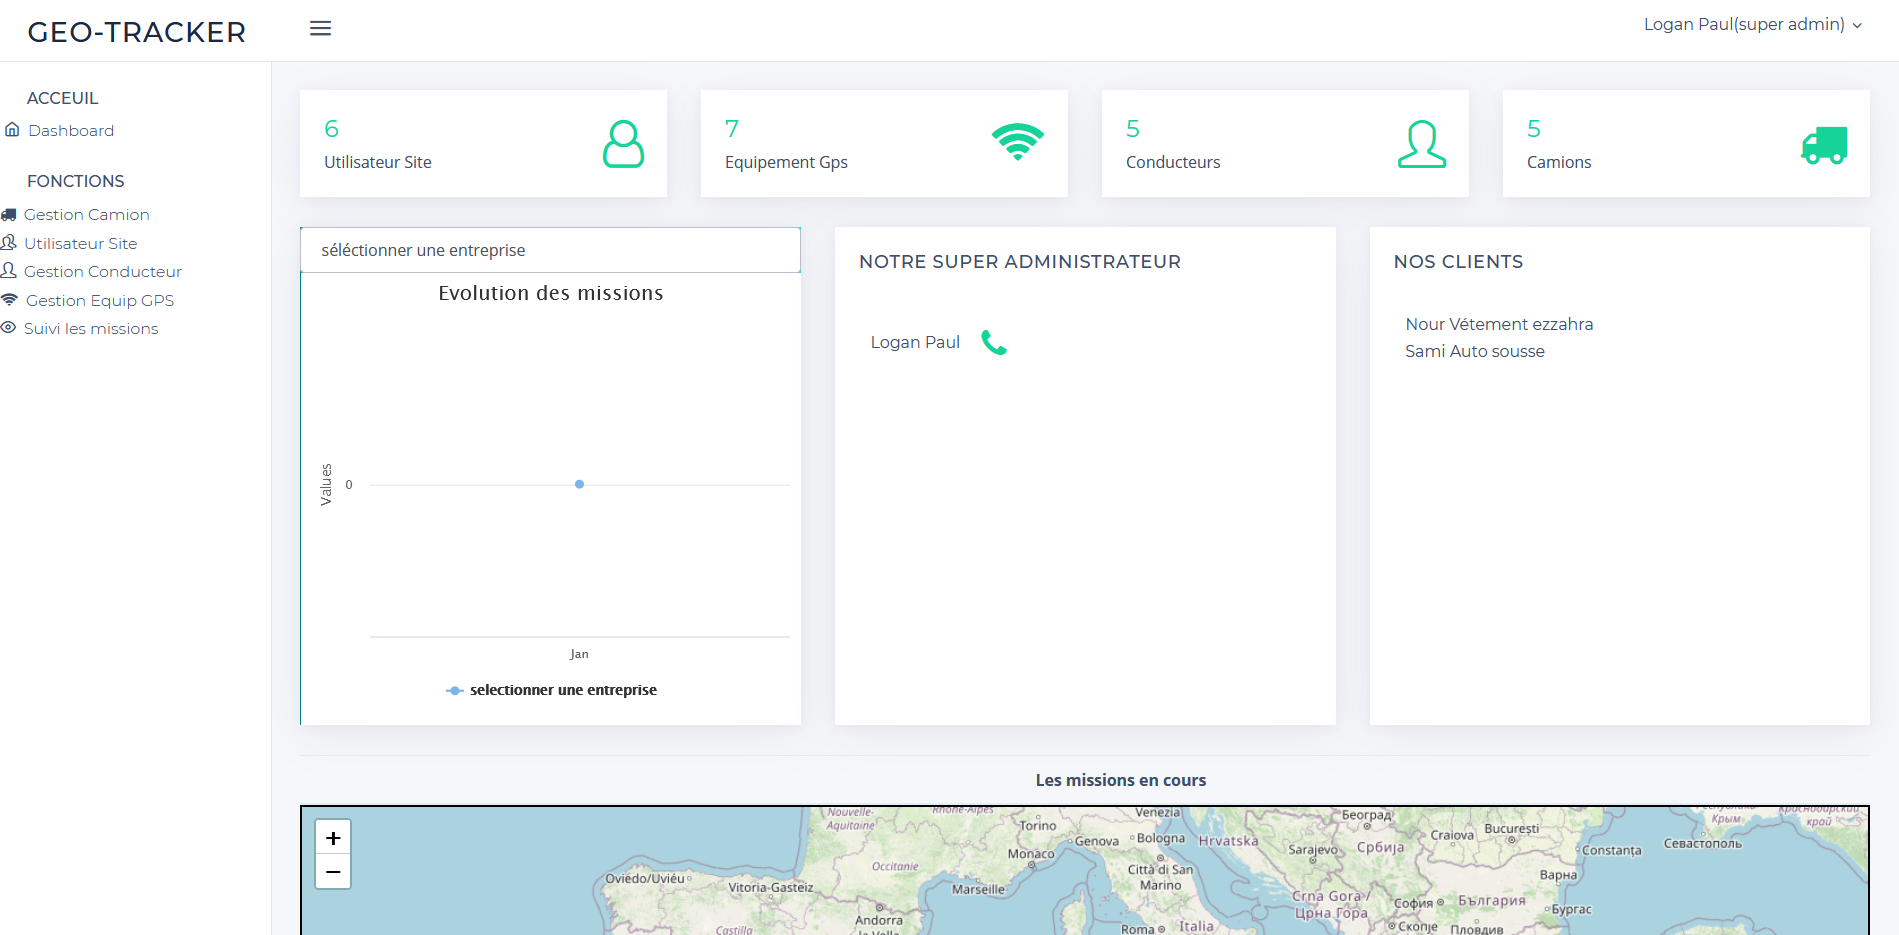 GEO-TRACKER
Logan Paul(super admin)
ACCEUIL
Dashboard
FONCTIONS
Gestion Camion
Utilisateur Site
Gestion Conducteur
Gestion Equip GPS
Suivi les missions
6
Utilisateur Site
7
Equipement Gps
5
Conducteurs
5
Camions
séléctionner une entreprise
Evolution des missions
Values
0
Jan
selectionner une entreprise
NOTRE SUPER ADMINISTRATEUR
Logan Paul
NOS CLIENTS
Nour Vétement ezzahra
Sami Auto sousse
Les missions en cours
+
−
Nouvelle-
Aquitaine
Rhône-Alpes
Torino
Venezia
Genova
Bologna
Hrvatska
Београд
Craiova
București
Крым
Краснодарский
край
Monaco
Sarajevo
Србија
Constanța
Севастополь
Occitanie
Città di San
Marino
Oviedo/Uviéu
Vitoria-Gasteiz
Marseille
Варна
Crna Gora /
Црна Гора
София
България
Бургас
Andorra
la Vella
Castilla
Roma
Italia
Скопје
Пловдив